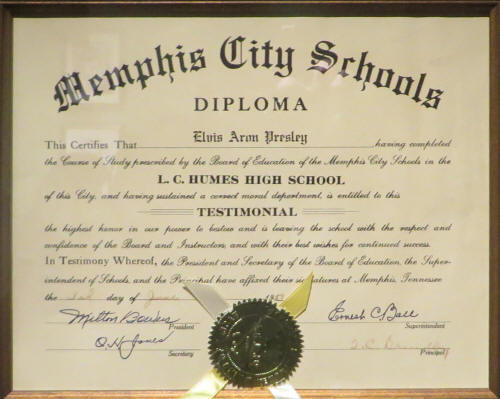 Memphis City Schools
DIPLOMA
This Certifies That Elvis Aron Presley having completed
the Course of Study prescribed by the Board of Education of the Memphis City Schools in the
L. C. HUMES HIGH SCHOOL
of this City, and having sustained a correct moral department, is entitled to this
TESTIMONIAL
the highest honor in our power to bestow and is leaving the school with the respect and
confidence of the Board and Instructors, and with their best wishes for continued success.
In Testimony Whereof, the President and Secretary of the Board of Education, the Super-
intendent of Schools, and the Principal have affixed their signatures at Memphis, Tennessee
the day of June
Milton Bowers Ernest C. Ball
President Superintendent
O. H. Jones
Secretary Principal